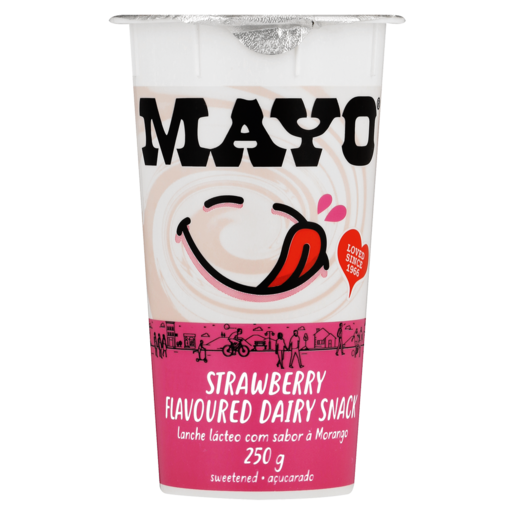 MAYO®
LOVED
SINCE
1966
STRAWBERRY
FLAVOURED DAIRY SNACK
Lanche lácteo com sabor à Morango
250 g
sweetened • açucarado